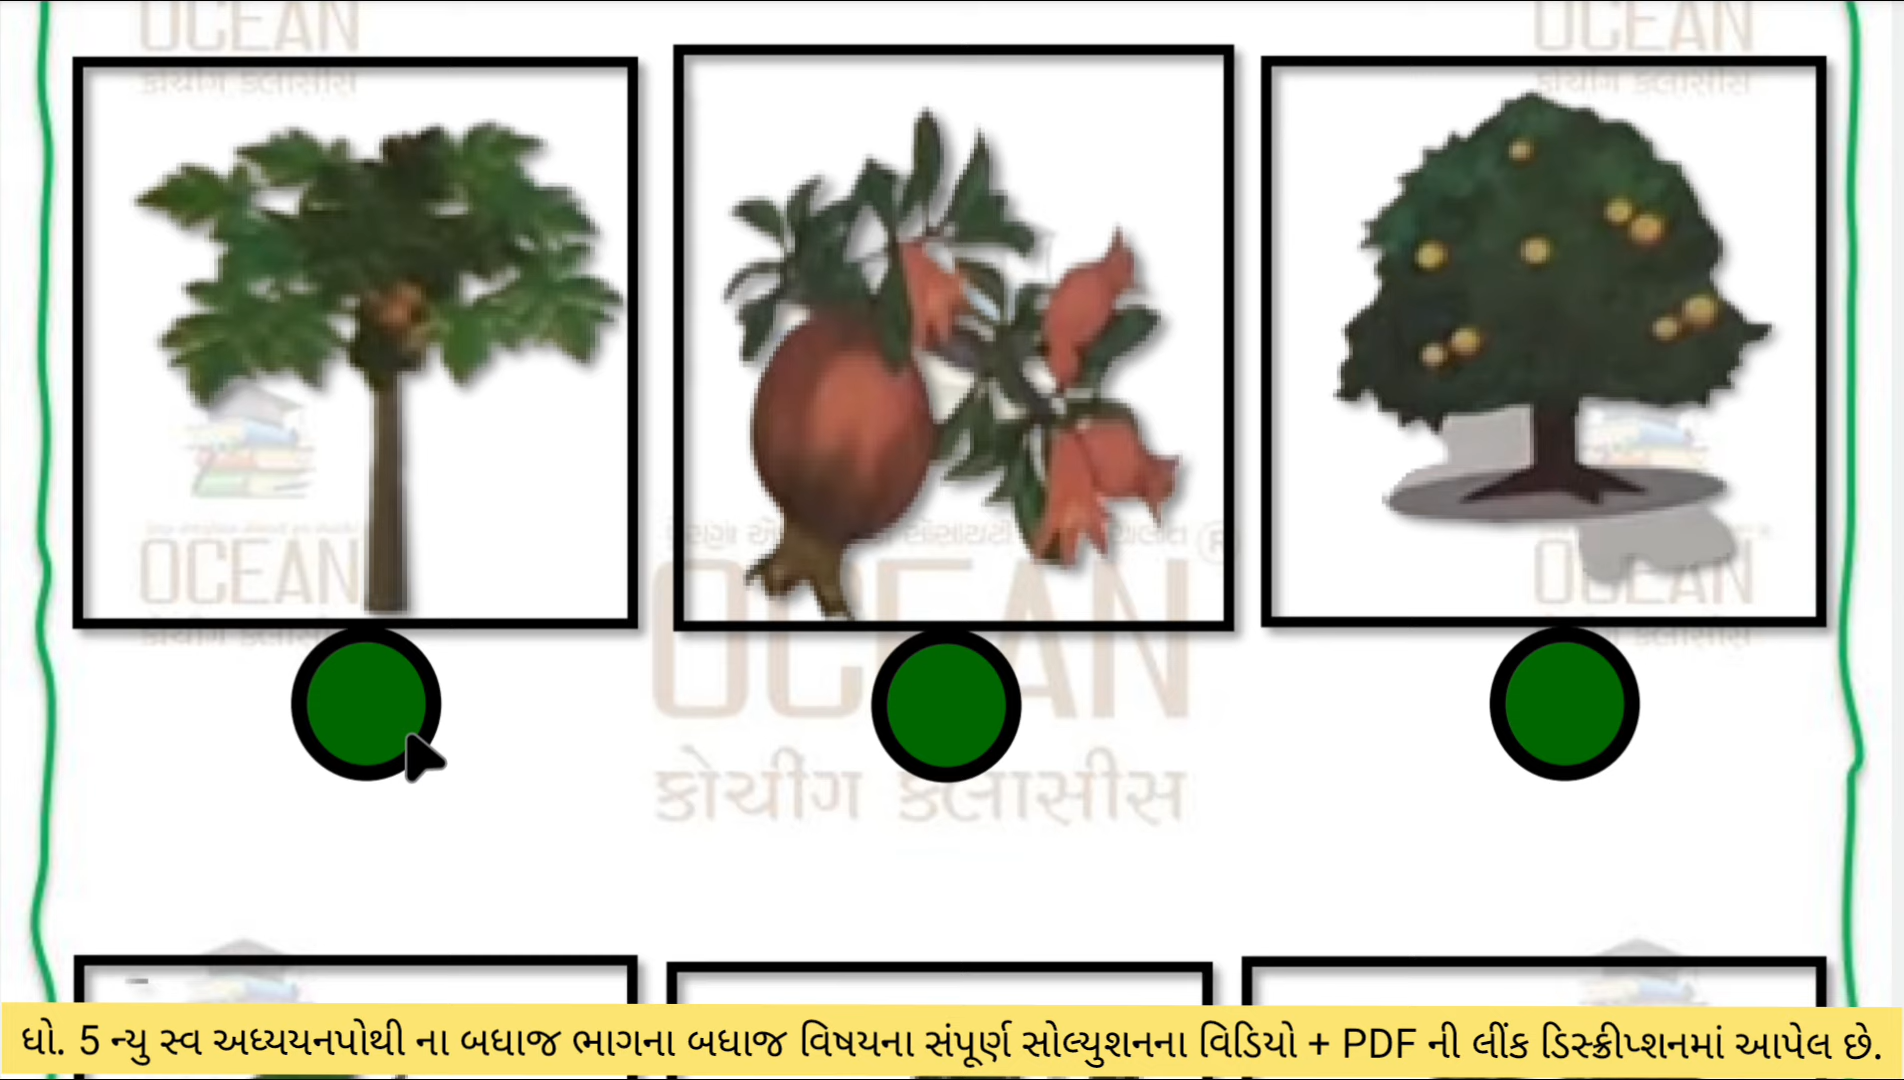 OCEAN
OCEAN
કોચીંગ ક્લાસીસ
કોચીંગ ક્લાસીસ
OCEAN
OCEAN
OCEAN
કોચીંગ ક્લાસીસ
કોચીંગ ક્લાસીસ
કોચીંગ ક્લાસીસ
ધો. 5 ન્યુ સ્વ અધ્યયનપોથી ના બધાજ ભાગના બધાજ વિષયના સંપૂર્ણ સોલ્યુશનના વિડિયો + PDF ની લીંક ડિસ્ક્રીપ્શનમાં આપેલ છે.